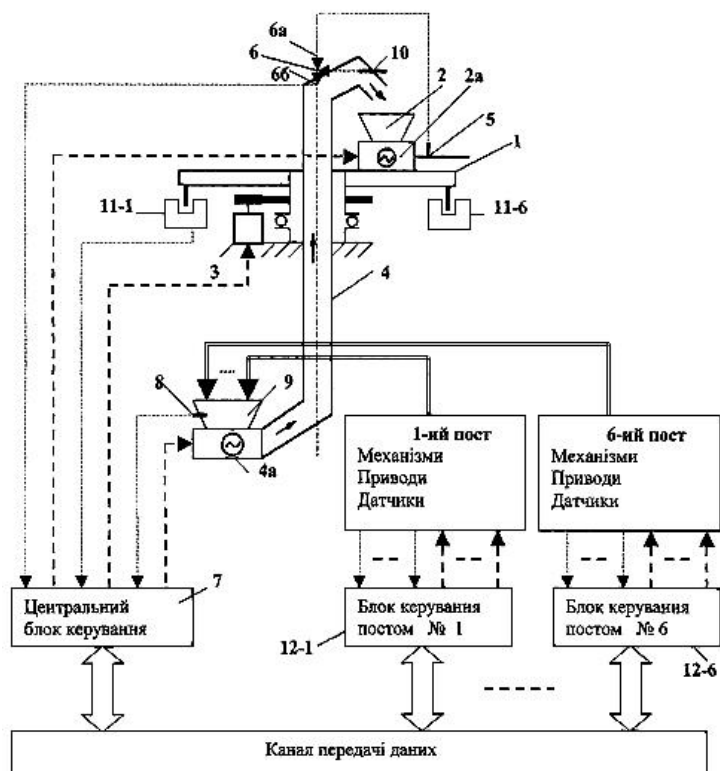 6а
6
6б
10
2
2а
5
1
11-1
11-6
3
4
8
9
4а
1-ий пост
Механізми
Приводи
Датчики
6-ий пост
Механізми
Приводи
Датчики
7
Центральний
блок керування
Блок керування
постом № 1
12-1
Блок керування
постом № 6
12-6
Канал передачі даних